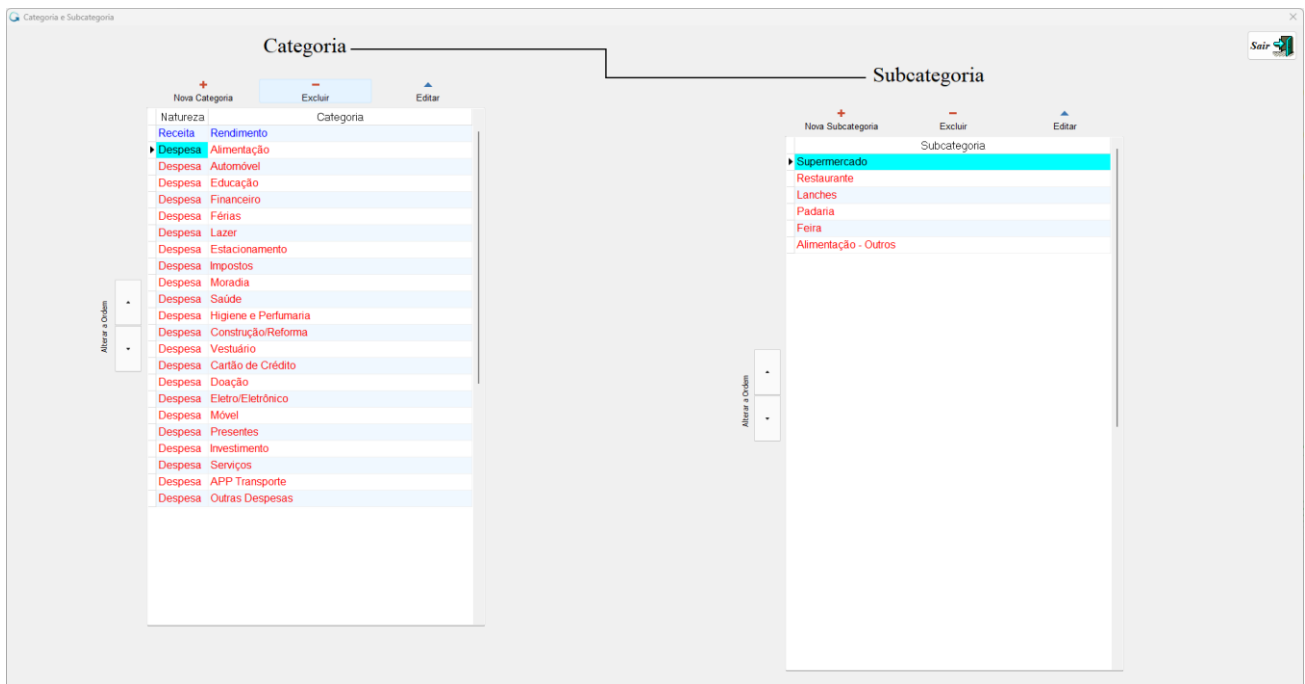 Categoria e Subcategoria
Sair
Categoria
Subcategoria
Nova Categoria Excluir Editar
Natureza Categoria
Receita Rendimento
Despesa Alimentação
Despesa Automóvel
Despesa Educação
Despesa Financeiro
Despesa Férias
Despesa Lazer
Despesa Estacionamento
Despesa Impostos
Despesa Moradia
Despesa Saúde
Despesa Higiene e Perfumaria
Despesa Construção/Reforma
Despesa Vestuário
Despesa Cartão de Crédito
Despesa Doação
Despesa Eletro/Eletrônico
Despesa Móvel
Despesa Presentes
Despesa Investimento
Despesa Serviços
Despesa APP Transporte
Despesa Outras Despesas
Alterar a Ordem
Nova Subcategoria Excluir Editar
Subcategoria
Supermercado
Restaurante
Lanches
Padaria
Feira
Alimentação - Outros
Alterar a Ordem